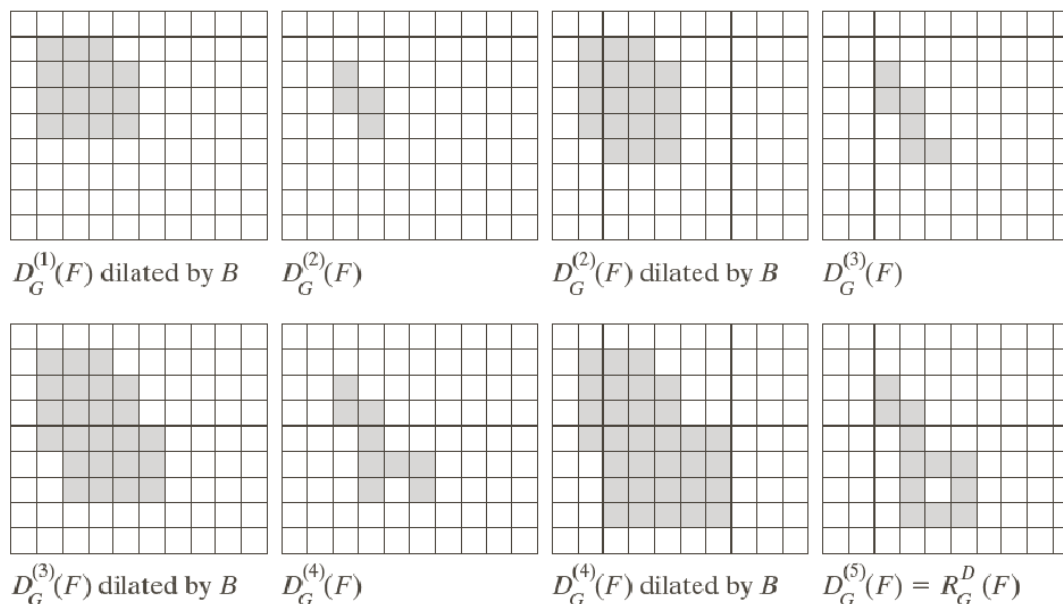 D_G^(1)(F) dilated by B
D_G^(2)(F)
D_G^(2)(F) dilated by B
D_G^(3)(F)
D_G^(3)(F) dilated by B
D_G^(4)(F)
D_G^(4)(F) dilated by B
D_G^(5)(F) = R_G^D(F)